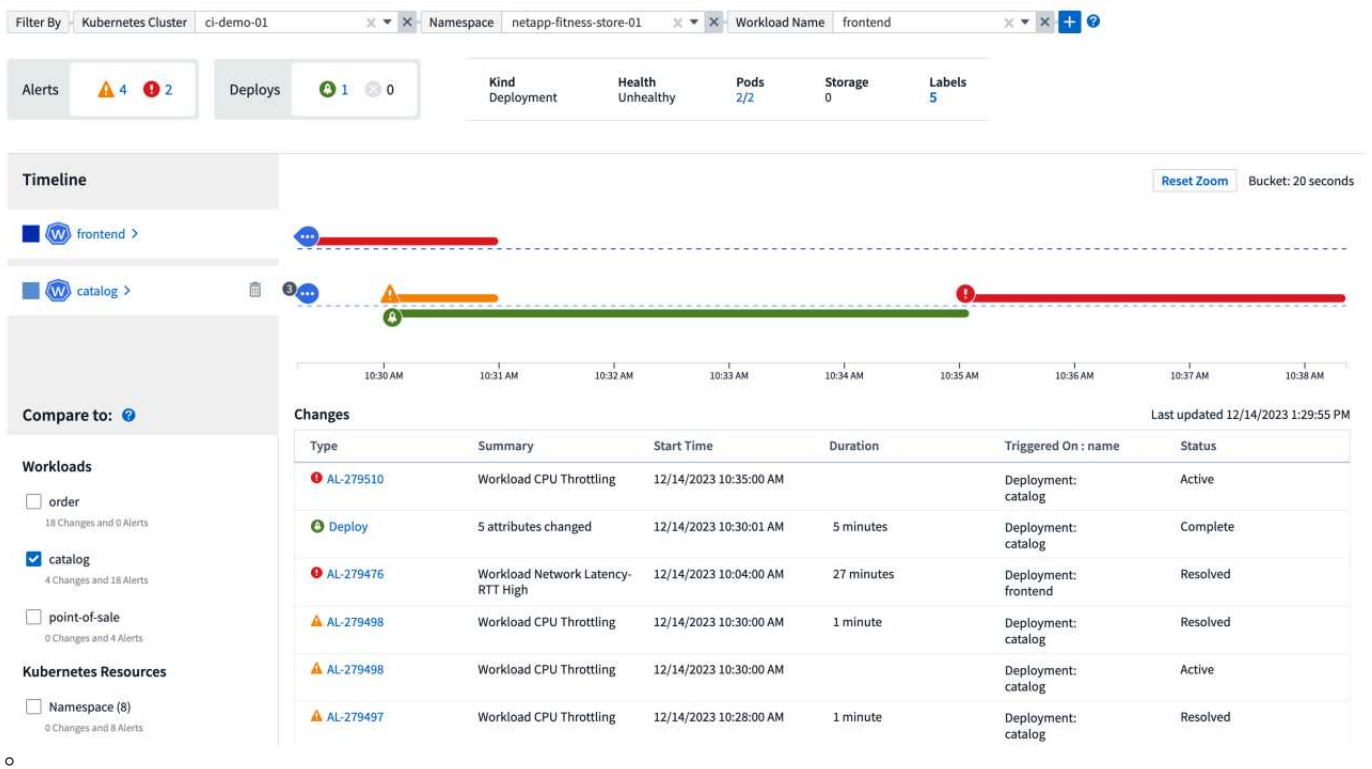 Filter By Kubernetes Cluster ci-demo-01 Namespace netapp-fitness-store-01 Workload Name frontend
Alerts 4 2 Deploys 1 0
Kind Health Pods Storage Labels
Deployment Unhealthy 2/2 0 5
Timeline
Reset Zoom Bucket: 20 seconds
W frontend >
W catalog > 3
10:30 AM 10:31 AM 10:32 AM 10:33 AM 10:34 AM 10:35 AM 10:36 AM 10:37 AM 10:38 AM
Compare to: ?
Changes Last updated 12/14/2023 1:29:55 PM
Type Summary Start Time Duration Triggered On : name Status
Workloads
order
18 Changes and 0 Alerts
catalog
4 Changes and 18 Alerts
point-of-sale
0 Changes and 4 Alerts
Kubernetes Resources
Namespace (8)
0 Changes and 8 Alerts
AL-279510 Workload CPU Throttling 12/14/2023 10:35:00 AM Deployment: Active
catalog
Deploy 5 attributes changed 12/14/2023 10:30:01 AM 5 minutes Deployment: Complete
catalog
AL-279476 Workload Network Latency- 12/14/2023 10:04:00 AM 27 minutes Deployment: Resolved
RTT High frontend
AL-279498 Workload CPU Throttling 12/14/2023 10:30:00 AM 1 minute Deployment: Resolved
catalog
AL-279498 Workload CPU Throttling 12/14/2023 10:30:00 AM Deployment: Active
catalog
AL-279497 Workload CPU Throttling 12/14/2023 10:28:00 AM 1 minute Deployment: Resolved
catalog